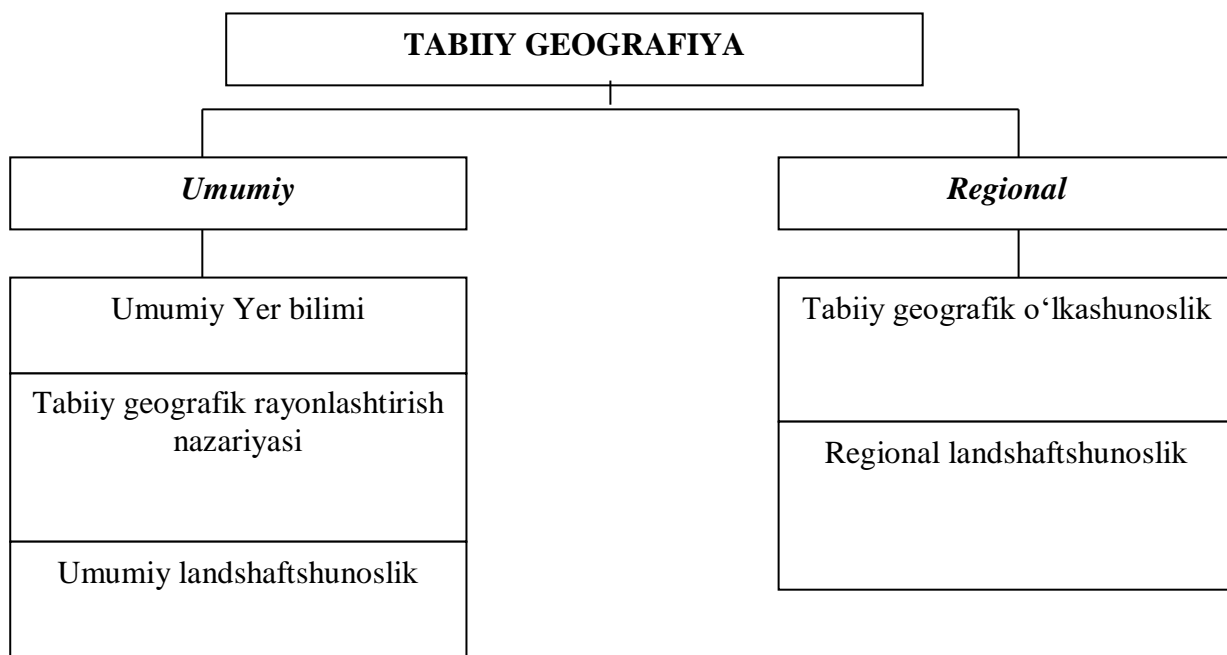 TABIIY GEOGRAFIYA
Umumiy
Regional
Umumiy Yer bilimi
Tabiiy geografik rayonlashtirish
nazariyasi
Umumiy landshaftshunoslik
Tabiiy geografik o‘lkashunoslik
Regional landshaftshunoslik